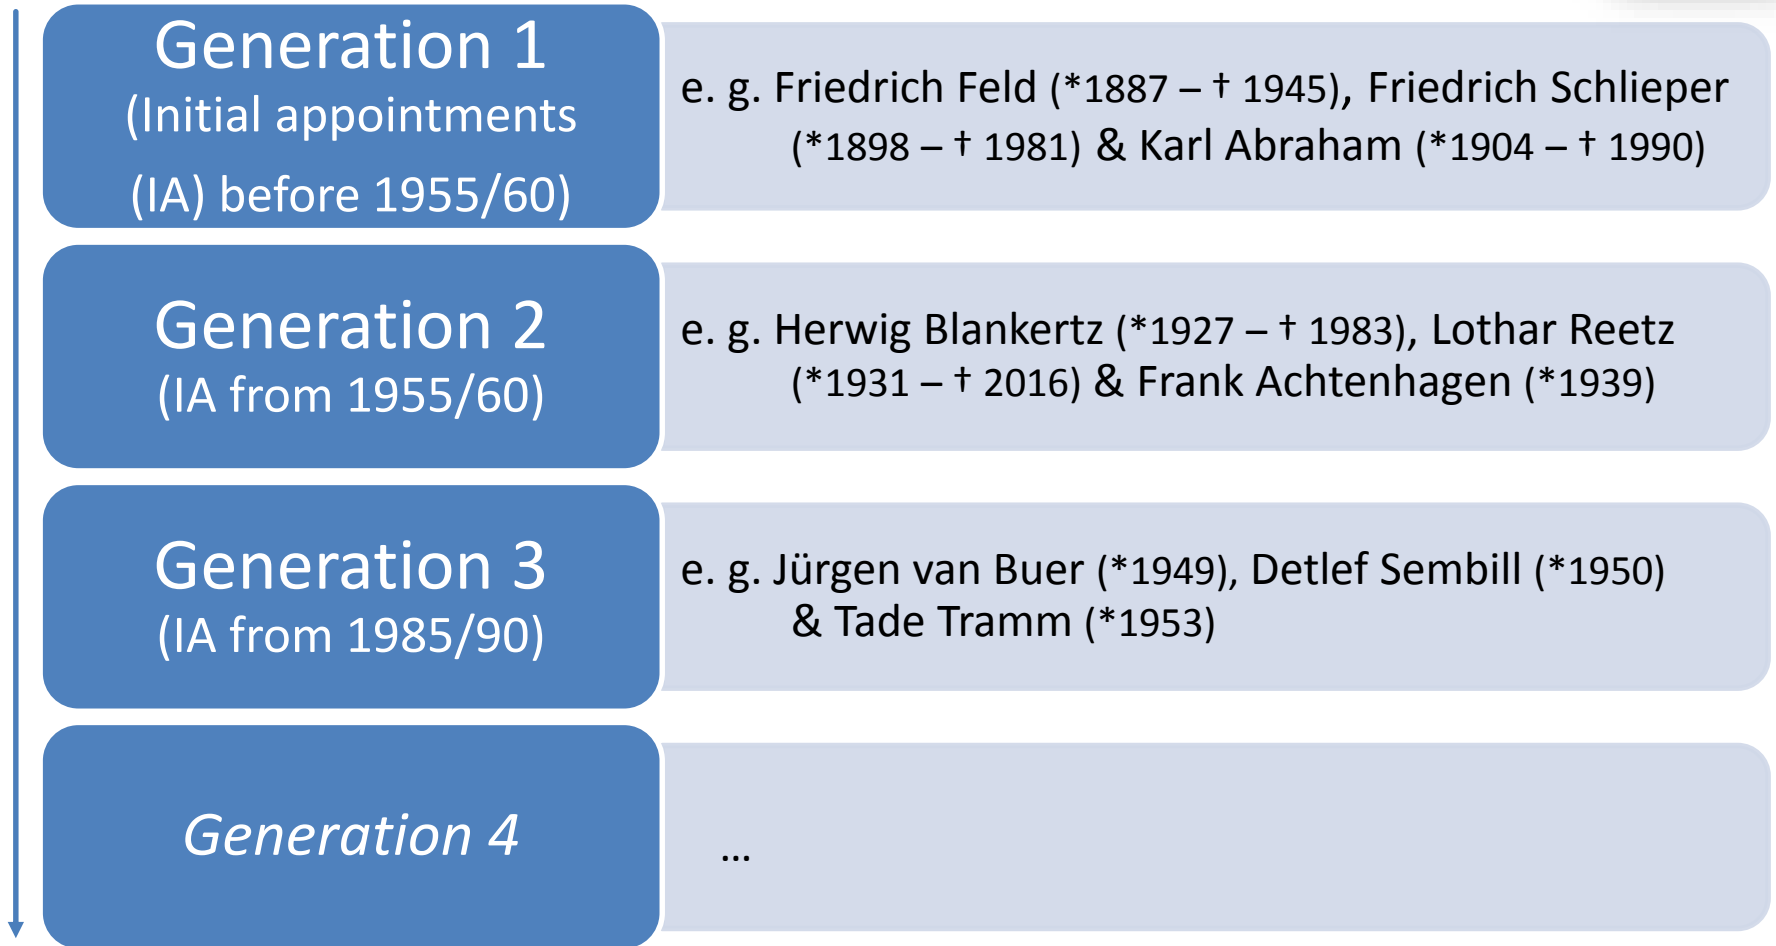 Generation 1
(Initial appointments
(IA) before 1955/60)
e. g. Friedrich Feld (*1887 – † 1945), Friedrich Schlieper
(*1898 – † 1981) & Karl Abraham (*1904 – † 1990)
Generation 2
(IA from 1955/60)
e. g. Herwig Blankertz (*1927 – † 1983), Lothar Reetz
(*1931 – † 2016) & Frank Achtenhagen (*1939)
Generation 3
(IA from 1985/90)
e. g. Jürgen van Buer (*1949), Detlef Sembill (*1950)
& Tade Tramm (*1953)
Generation 4
...